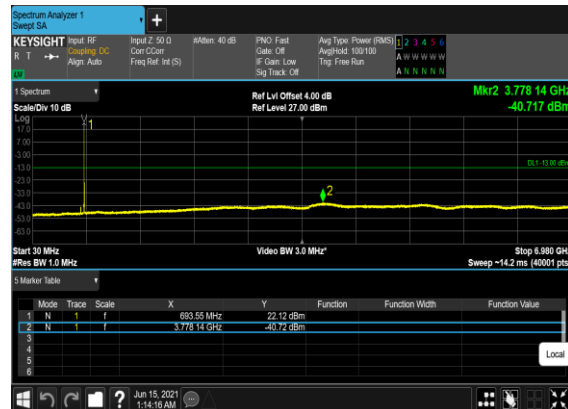 Spectrum Analyzer 1
Swept SA
+
KEYSIGHT Input: RF Input Z: 50 Ω #Atten: 40 dB PNO: Fast Avg Type: Power (RMS) 1 2 3 4 5 6
R T Coupling: DC Corr CCorr Gate: Off Avg|Hold: 100/100 A W W W W W
Align: Auto Freq Ref: Int (S) IF Gain: Low Trig: Free Run
LXI Sig Track: Off A N N N N N
1 Spectrum Ref Lvl Offset 4.00 dB Mkr2 3.778 14 GHz
Scale/Div 10 dB Ref Level 27.00 dBm -40.717 dBm
Log
17.0
7.00
-3.00
-13.0
-23.0
-33.0
-43.0
-53.0
-63.0
1
DL1 -13.00 dBm
2
Start 30 MHz Video BW 3.0 MHz* Stop 6.980 GHz
#Res BW 1.0 MHz Sweep ~14.2 ms (40001 pts)
5 Marker Table
Mode Trace Scale X Y Function Function Width Function Value
1 N 1 f 693.55 MHz 22.12 dBm
2 N 1 f 3.778 14 GHz -40.72 dBm
3
4
5
6
Local
? Jun 15, 2021
1:14:16 AM